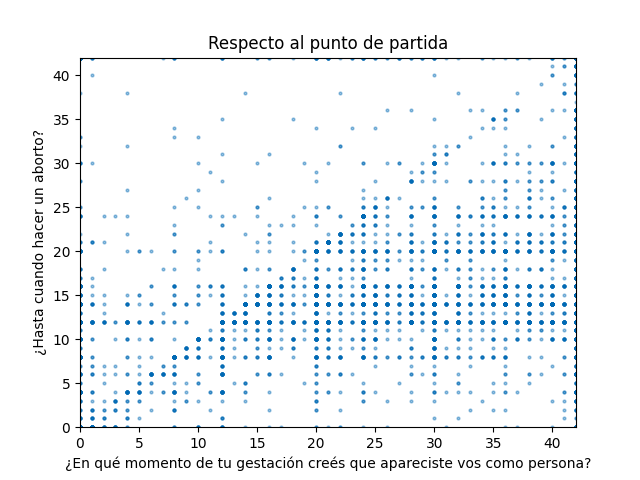 Respecto al punto de partida
40
35
30
25
20
15
10
5
0
¿Hasta cuando hacer un aborto?
0 5 10 15 20 25 30 35 40
¿En qué momento de tu gestación creés que apareciste vos como persona?